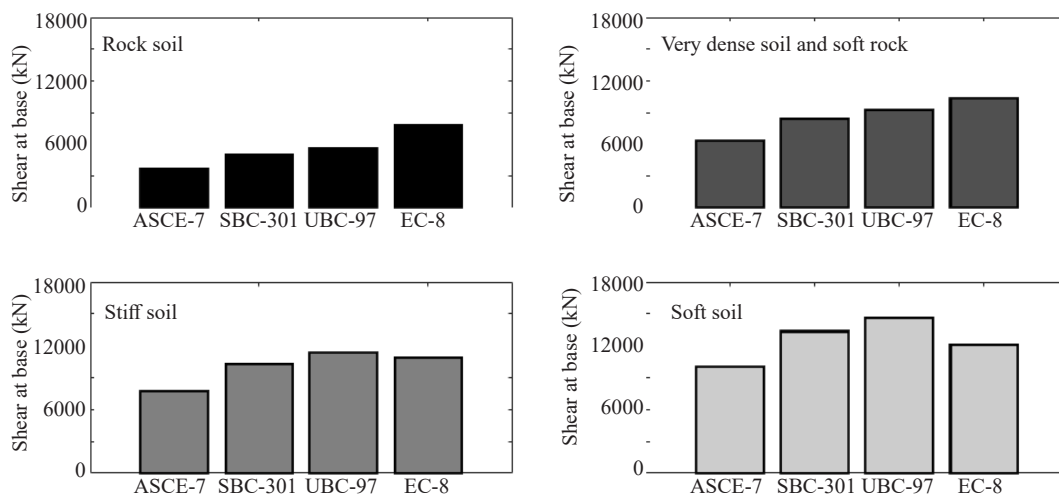 Shear at base (kN)
18000
12000
6000
0
Rock soil
ASCE-7 SBC-301 UBC-97 EC-8
Shear at base (kN)
18000
12000
6000
0
Very dense soil and soft rock
ASCE-7 SBC-301 UBC-97 EC-8
Shear at base (kN)
18000
12000
6000
0
Stiff soil
ASCE-7 SBC-301 UBC-97 EC-8
Shear at base (kN)
18000
12000
6000
0
Soft soil
ASCE-7 SBC-301 UBC-97 EC-8